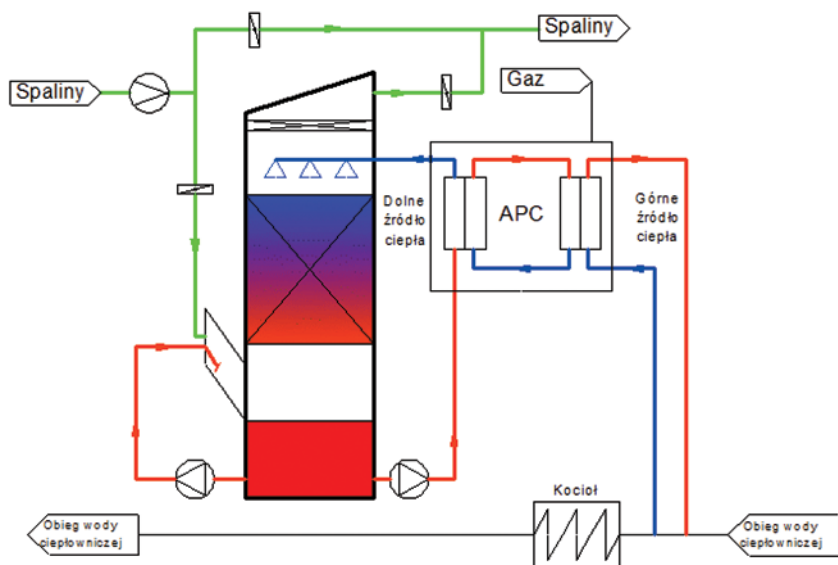 Spaliny
Spaliny
Gaz
Dolne
źródło
ciepła
APC
Górne
źródło
ciepła
Kocioł
Obieg wody
ciepłowniczej
Obieg wody
ciepłowniczej